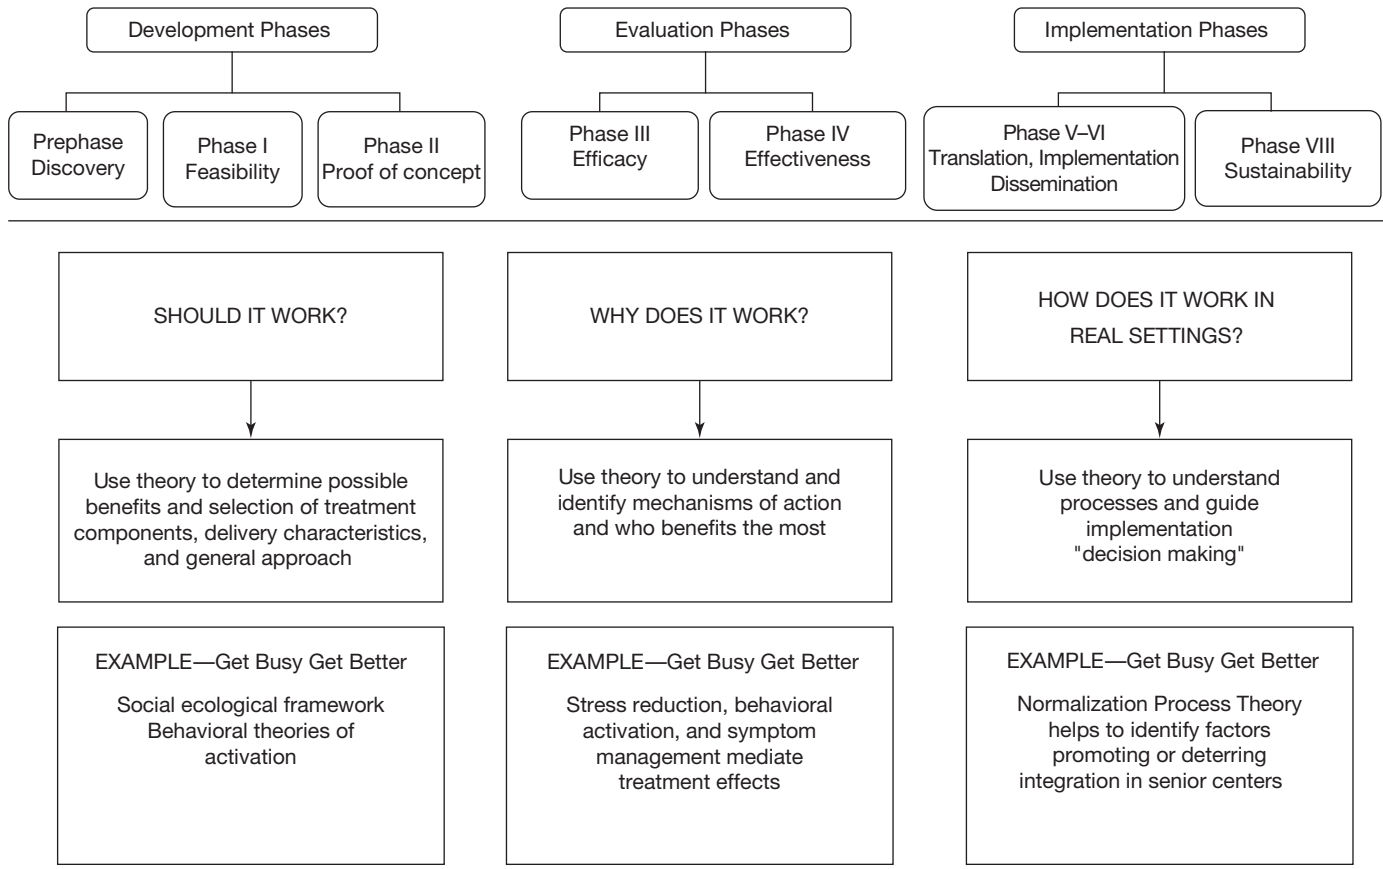 Development Phases
Evaluation Phases
Implementation Phases
Prephase
Discovery
Phase I
Feasibility
Phase II
Proof of concept
Phase III
Efficacy
Phase IV
Effectiveness
Phase V–VI
Translation, Implementation
Dissemination
Phase VIII
Sustainability
SHOULD IT WORK?
WHY DOES IT WORK?
HOW DOES IT WORK IN
REAL SETTINGS?
Use theory to determine possible
benefits and selection of treatment
components, delivery characteristics,
and general approach
Use theory to understand and
identify mechanisms of action
and who benefits the most
Use theory to understand
processes and guide
implementation
"decision making"
EXAMPLE—Get Busy Get Better
Social ecological framework
Behavioral theories of
activation
EXAMPLE—Get Busy Get Better
Stress reduction, behavioral
activation, and symptom
management mediate
treatment effects
EXAMPLE—Get Busy Get Better
Normalization Process Theory
helps to identify factors
promoting or deterring
integration in senior centers